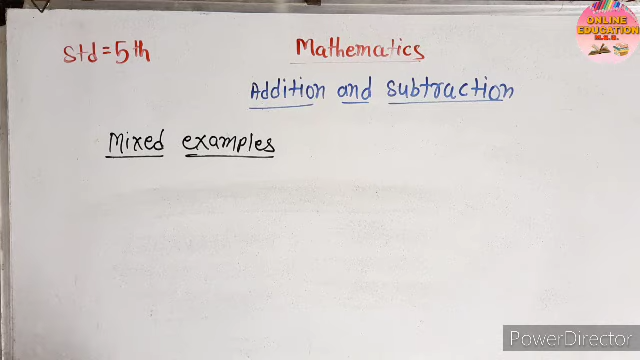 Std = 5th
Mathematics
ONLINE
EDUCATION
Addition and Subtraction
Mixed examples
PowerDirector